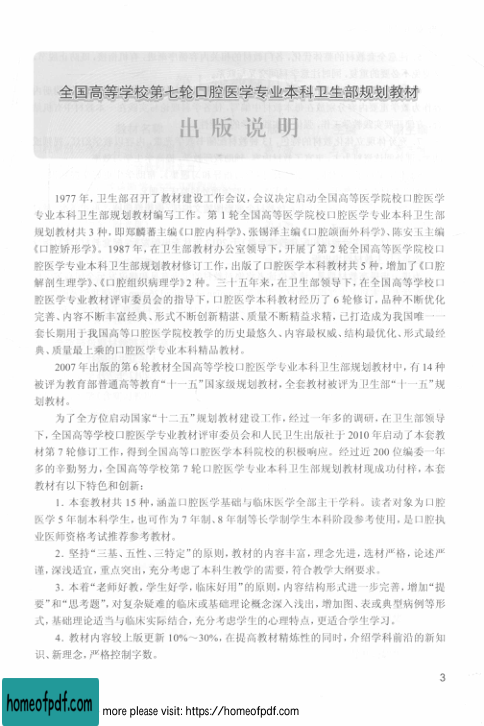 全国高等学校第七轮口腔医学专业本科卫生部规划教材
出版说明
1977 年，卫生部召开了教材建设工作会议，会议决定启动全国高等医学院校口腔医学
专业本科卫生部规划教材编写工作。第 1 轮全国高等医学院校口腔医学专业本科卫生部
规划教材共 3 种，即郑麟蕃主编《口腔内科学》、张锡泽主编《口腔颌面外科学》、陈安玉主编
《口腔矫形学》。1987 年，在卫生部教材办公室领导下，开展了第 2 轮全国高等医学院校口
腔医学专业本科卫生部规划教材修订工作，出版了口腔医学本科教材共 5 种，增加了《口腔
解剖生理学》、《口腔组织病理学》2 种。三十五年来，在卫生部领导下，在全国高等学校口
腔医学专业教材评审委员会的指导下，口腔医学本科教材经历了 6 轮修订，品种不断优化
完善、内容不断丰富经典、形式不断创新精湛、质量不断精益求精，已打造成为我国唯一一
套长期用于我国高等口腔医学院校教学的历史最悠久、内容最权威、结构最优化、形式最经
典、质量最上乘的口腔医学专业本科精品教材。
2007 年出版的第 6 轮教材全国高等学校口腔医学专业本科卫生部规划教材中，有 14 种
被评为教育部普通高等教育“十一五”国家级规划教材，全套教材被评为卫生部“十一五”规
划教材。
为了全方位启动国家“十二五”规划教材建设工作，经过一年多的调研，在卫生部领导
下，全国高等学校口腔医学专业教材评审委员会和人民卫生出版社于 2010 年启动了本套教
材第 7 轮修订工作，得到全国高等口腔医学本科院校的积极响应。经过近 200 位编委一年
多的辛勤努力，全国高等学校第 7 轮口腔医学专业本科卫生部规划教材现成功付梓，本套
教材有以下特色和创新：
1. 本套教材共 15 种，涵盖口腔医学基础与临床医学全部主干学科。读者对象为口腔
医学 5 年制本科学生，也可作为 7 年制、8 年制等长学制学生本科阶段参考使用，是口腔执
业医师资格考试推荐参考教材。
2. 坚持“三基、五性、三特定”的原则，教材的内容丰富，理念先进，选材严格，论述严
谨，深浅适宜，重点突出，充分考虑了本科生教学的需要，符合教学大纲要求。
3. 本着“老师好教，学生好学，临床好用”的原则，内容结构形式进一步完善，增加“提
要”和“思考题”，对复杂疑难的临床或基础理论概念深入浅出，增加图、表或典型病例等形
式，基础理论适当与临床实际结合，充分考虑学生的心理特点，更适合学生学习。
4. 教材内容较上版更新 10%～30%，在提高教材精炼性的同时，介绍学科前沿的新知
识、新理念，严格控制字数。
3
homeofpdf.com
more please visit: https://homeofpdf.com